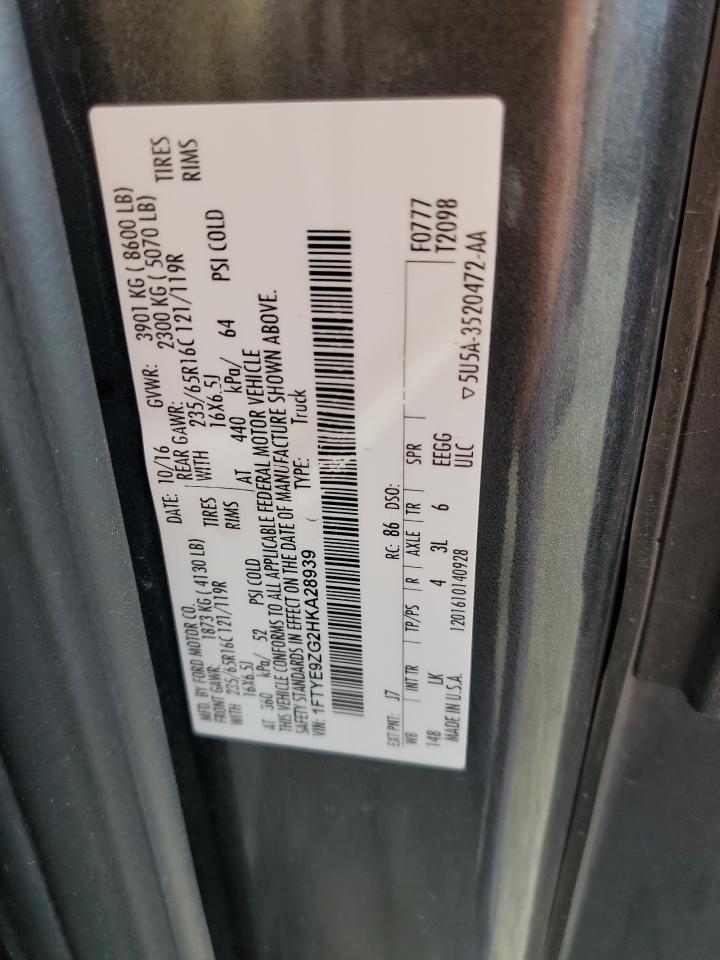 MFD. BY FORD MOTOR CO.
DATE: 10/16 GVWR: 3901 KG ( 8600 LB)
FRONT GAWR: 1873 KG ( 4130 LB) REAR GAWR: 2300 KG ( 5070 LB)
WITH 235/65R16C 121/119R TIRES WITH 235/65R16C 121/119R TIRES
16X6.5J RIMS 16X6.5J RIMS
AT 360 kPa/ 52 PSI COLD AT 440 kPa/ 64 PSI COLD
THIS VEHICLE CONFORMS TO ALL APPLICABLE FEDERAL MOTOR VEHICLE
SAFETY STANDARDS IN EFFECT ON THE DATE OF MANUFACTURE SHOWN ABOVE.
VIN: 1FTYE9ZG2HKA28939 TYPE: Truck
EXT PNT: J7 RC: 86 DSO:
WB INT TR TP/PS R AXLE TR SPR F0777
148 LK 4 3L 6 EEGG T2098
MADE IN U.S.A. 1201610140928 ULC
▽5U5A-3520472-AA